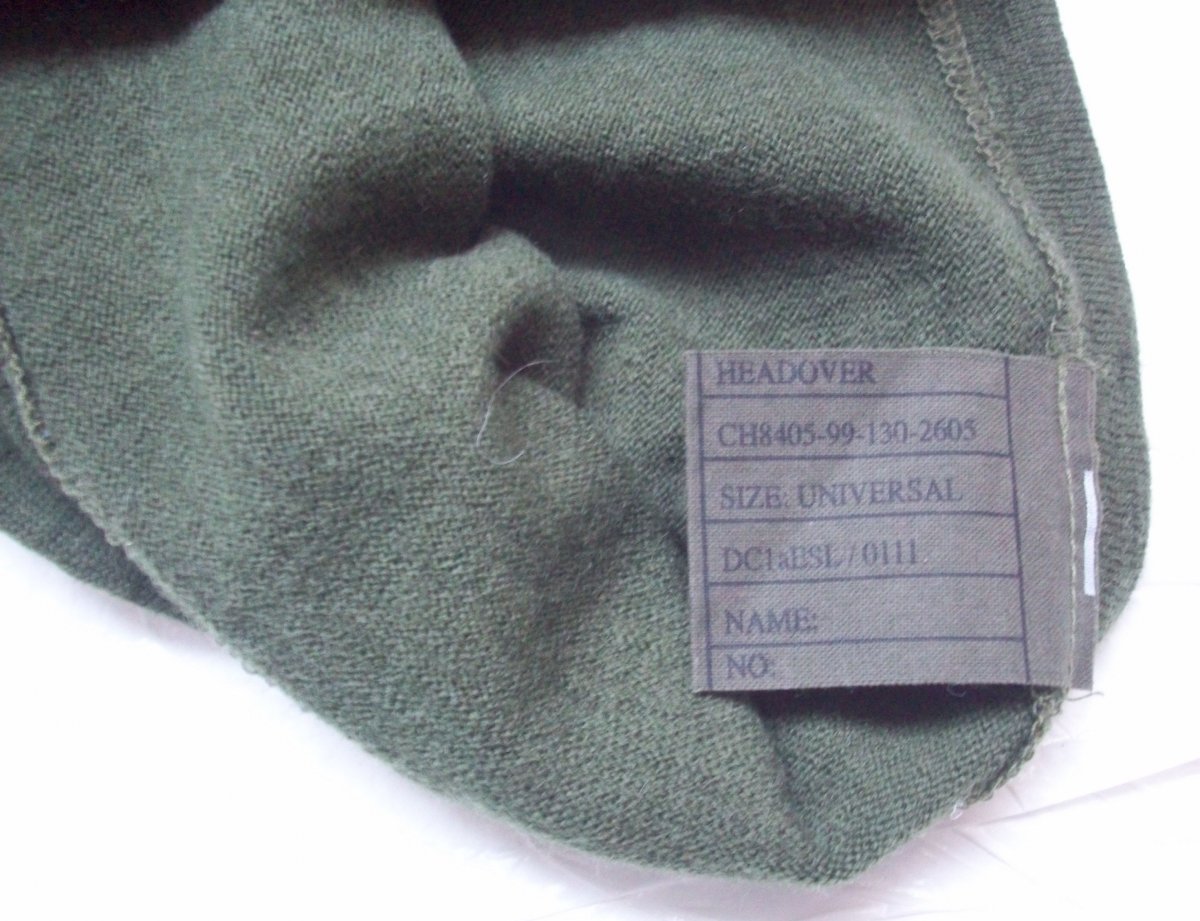 HEADOVER
CH8405-99-130-2605
SIZE: UNIVERSAL
DC1aBSL/0111
NAME:
NO: